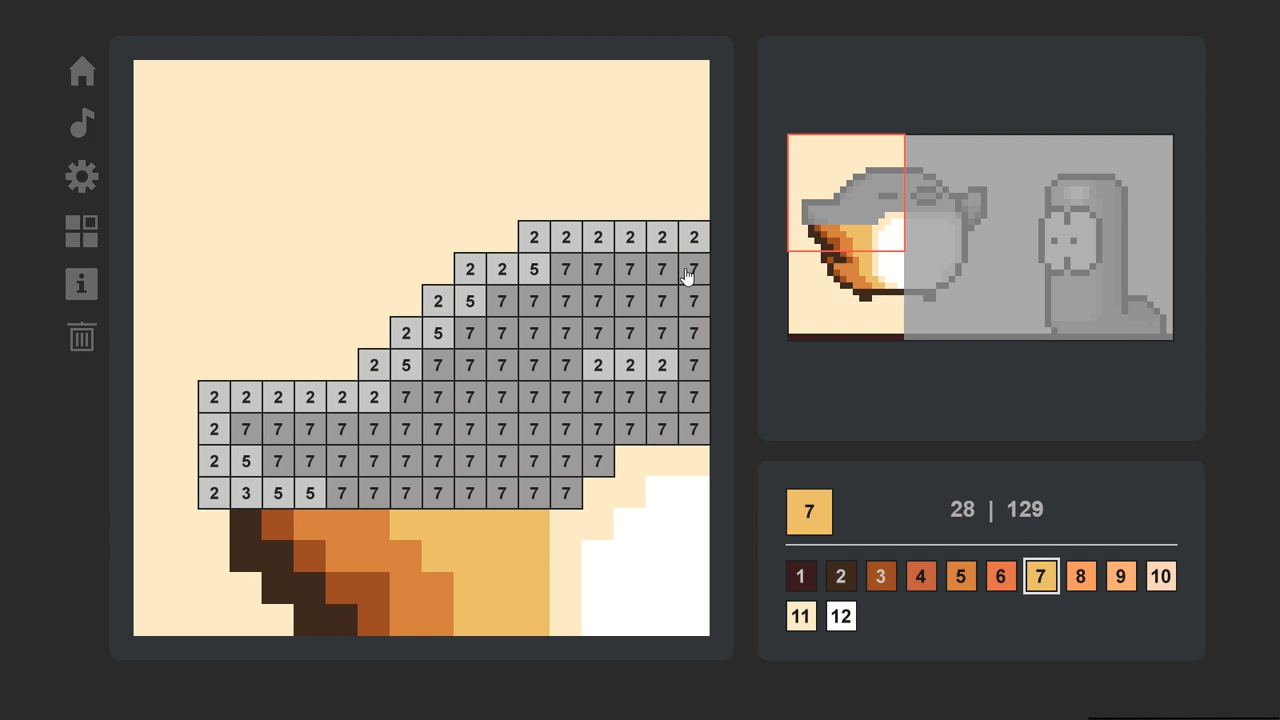 2 2 2 2 2 2
2 2 5 7 7 7 7 7
2 5 7 7 7 7 7 7 7
2 5 7 7 7 7 7 7 7 7
2 5 7 7 7 7 7 2 2 2 7
2 2 2 2 2 2 7 7 7 7 7 7 7 7 7 7
2 7 7 7 7 7 7 7 7 7 7 7 7 7 7 7
2 5 7 7 7 7 7 7 7 7 7 7 7
2 3 5 5 7 7 7 7 7 7 7 7
7 28 | 129
1 2 3 4 5 6 7 8 9 10
11 12